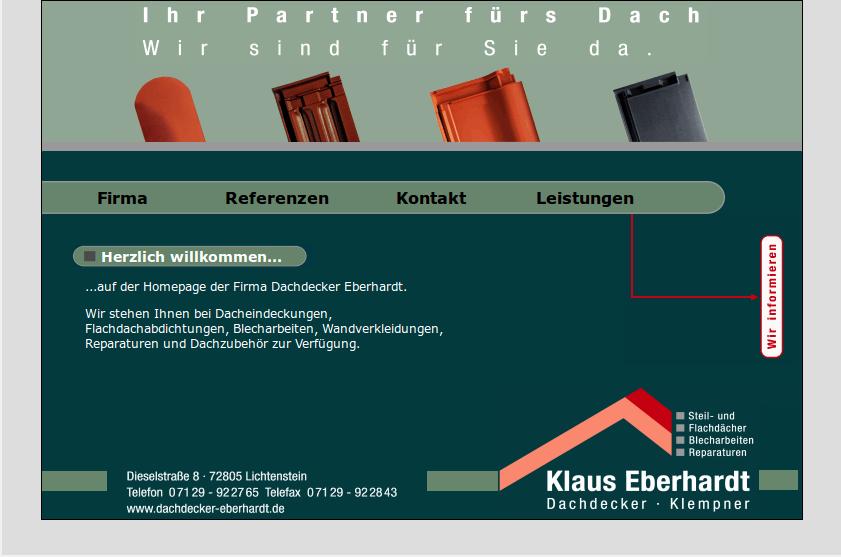 Ihr Partner fürs Dach
Wir sind für Sie da.
Firma Referenzen Kontakt Leistungen
Herzlich willkommen...
...auf der Homepage der Firma Dachdecker Eberhardt.
Wir stehen Ihnen bei Dacheindeckungen,
Flachdachabdichtungen, Blecharbeiten, Wandverkleidungen,
Reparaturen und Dachzubehör zur Verfügung.
Wir informieren
Steil- und
Flachdächer
Blecharbeiten
Reparaturen
Klaus Eberhardt
Dachdecker · Klempner
Dieselstraße 8 · 72805 Lichtenstein
Telefon 07129 - 922765 Telefax 07129 - 922843
www.dachdecker-eberhardt.de